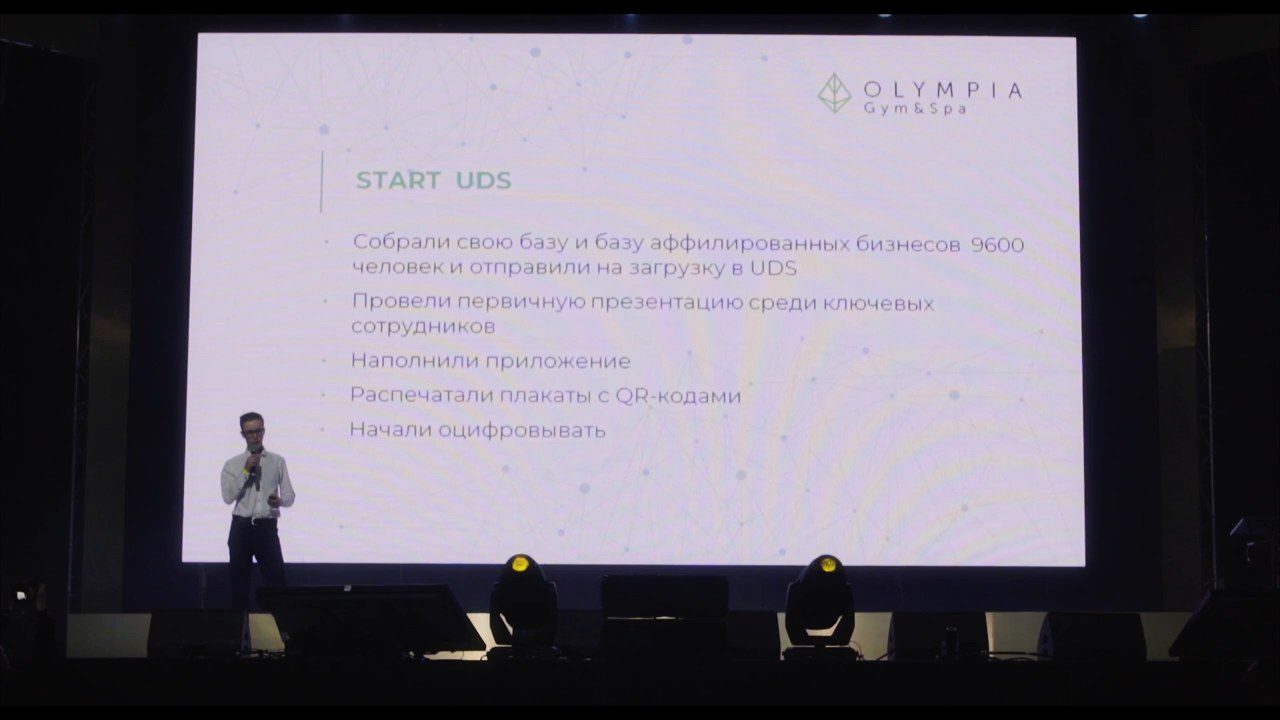 OLYMPIA
Gym&Spa
START UDS
Собрали свою базу и базу аффилированных бизнесов 9600
человек и отправили на загрузку в UDS
Провели первичную презентацию среди ключевых
сотрудников
Наполнили приложение
Распечатали плакаты с QR-кодами
Начали оцифровывать